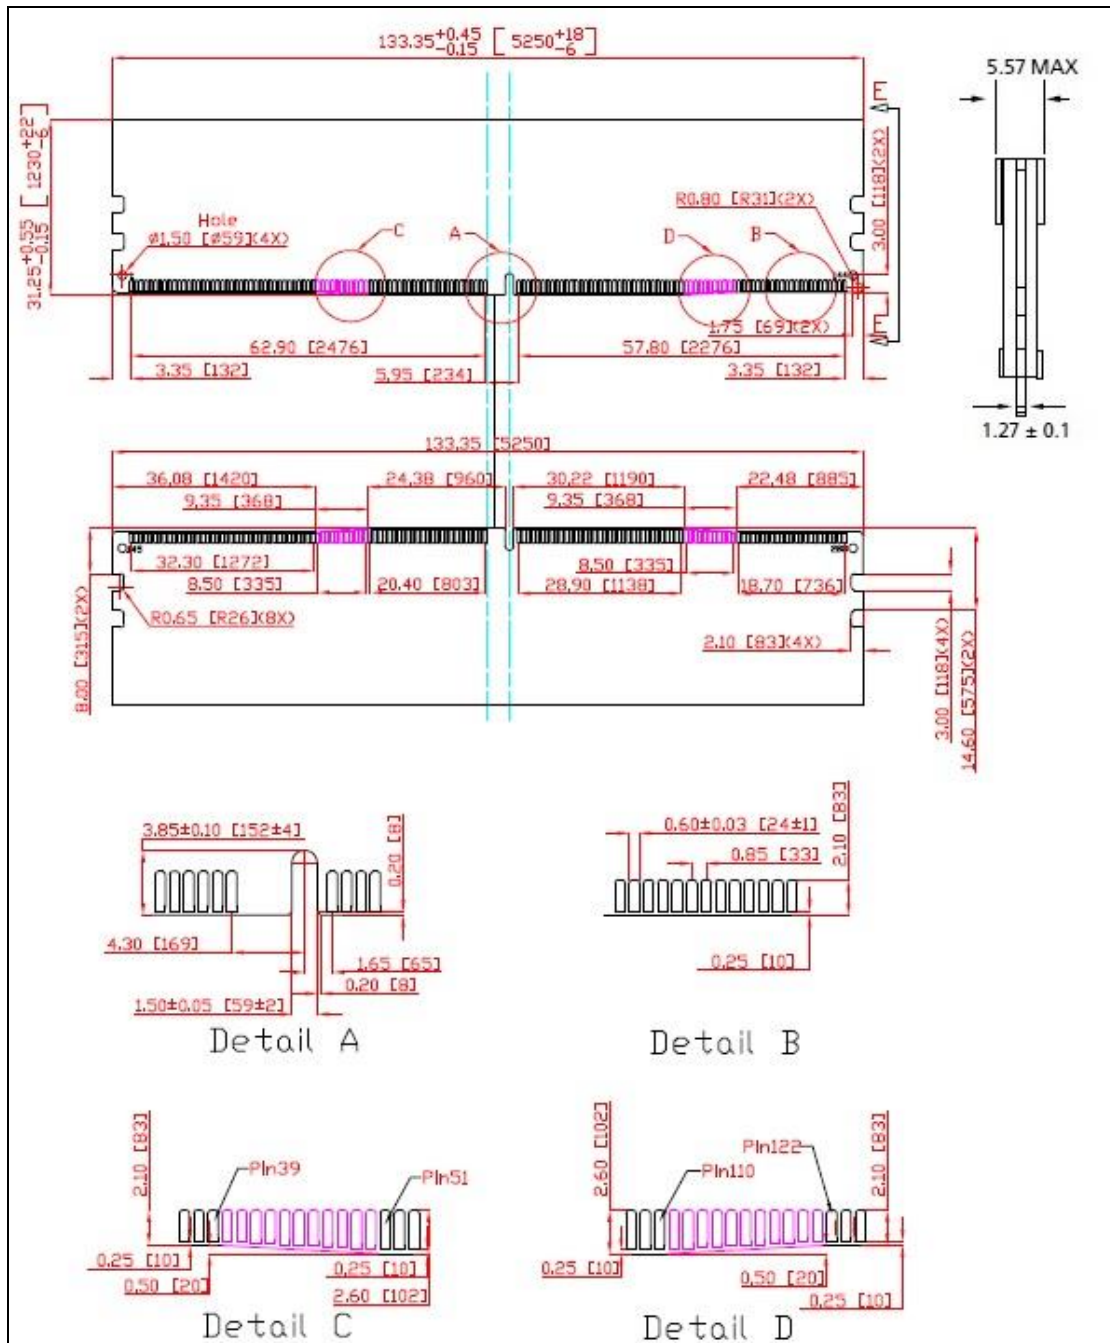 133.35+0.45-0.15 [5250+18-6]
5.57 MAX
E
31.25+0.55-0.15 [1230+22-6]
3.00 [118](2X)
R0.80 [R31](2X)
Hole
ø1.50 [ø59](4X)
C
A
D
B
1.75 [69](2X)
E
62.90 [2476]
57.80 [2276]
3.35 [132]
5.95 [234]
3.35 [132]
1.27 ± 0.1
133.35 [5250]
36.08 [1420]
24.38 [960]
30.22 [1190]
22.48 [885]
9.35 [368]
9.35 [368]
32.30 [1272]
8.50 [335]
8.50 [335]
20.40 [803]
28.90 [1138]
18.70 [736]
R0.65 [R26](8X)
2.10 [83](4X)
8.00 [315](2X)
3.00 [118](4X)
14.60 [575](2X)
3.85±0.10 [152±4]
0.20 [8]
4.30 [169]
1.65 [65]
0.20 [8]
1.50±0.05 [59±2]
Detail A
0.60±0.03 [24±1]
2.10 [83]
0.85 [33]
0.25 [10]
Detail B
2.10 [83]
Pin39
Pin51
0.25 [10]
0.50 [20]
0.25 [10]
2.60 [102]
Detail C
2.60 [102]
Pin122
Pin110
2.10 [83]
0.25 [10]
0.50 [20]
0.25 [10]
Detail D